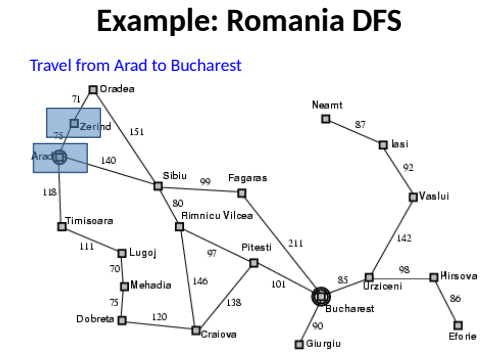 Example: Romania DFS
Travel from Arad to Bucharest
Oradea
71
Neamt
Zerind
87
75
151
Iasi
Arad
140
92
Sibiu
Fagaras
99
118
Vaslui
80
Timisoara
Rimnicu Vilcea
142
111
211
Lugoj
97
Pitesti
70
98
Hirsova
Mehadia
146
101
85
Urziceni
75
138
86
Bucharest
Dobreta
120
90
Craiova
Eforie
Giurgiu